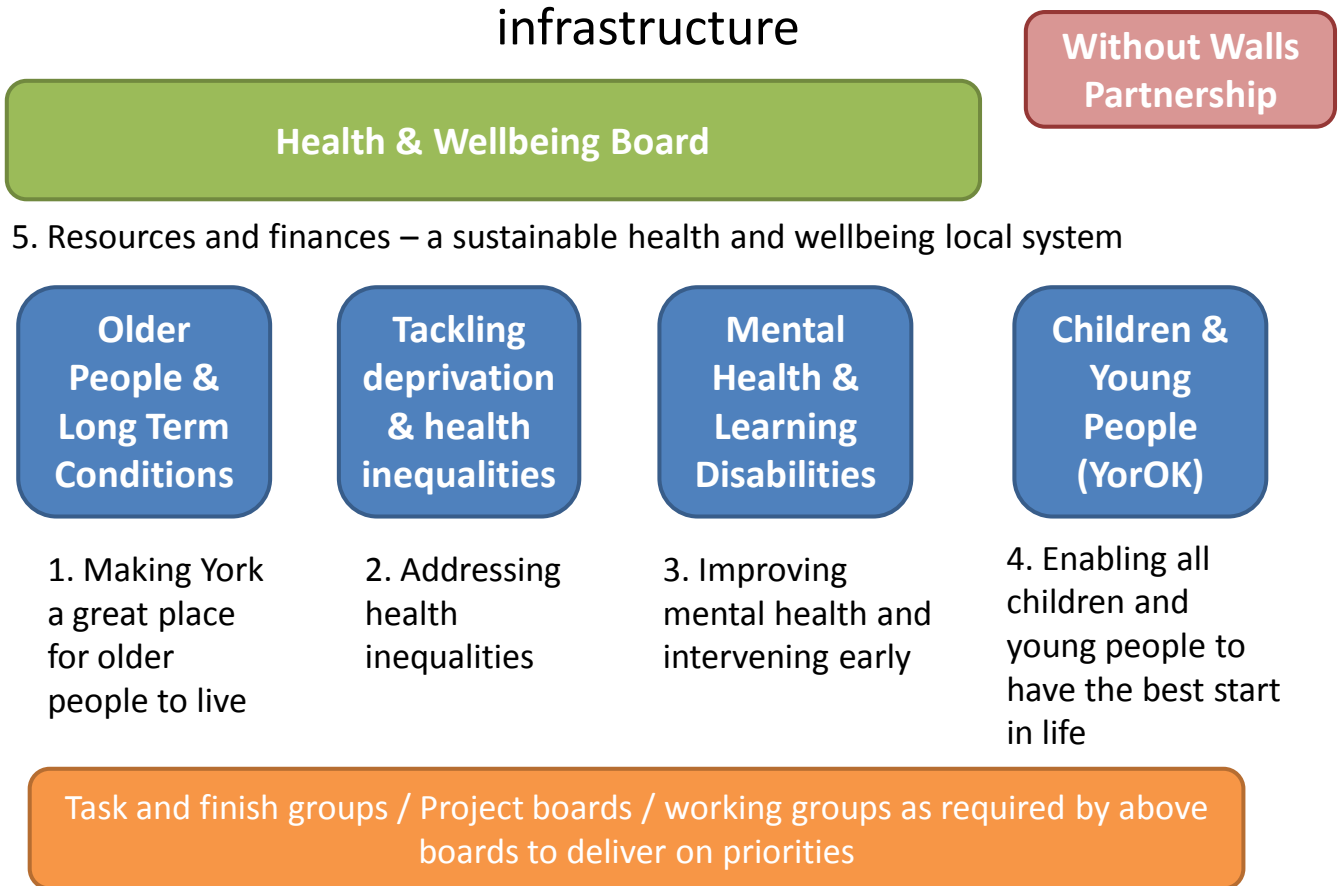 infrastructure
Without Walls
Partnership
Health & Wellbeing Board
5. Resources and finances – a sustainable health and wellbeing local system
Older
People &
Long Term
Conditions
Tackling
deprivation
& health
inequalities
Mental
Health &
Learning
Disabilities
Children &
Young
People
(YorOK)
1. Making York
a great place
for older
people to live
2. Addressing
health
inequalities
3. Improving
mental health and
intervening early
4. Enabling all
children and
young people to
have the best start
in life
Task and finish groups / Project boards / working groups as required by above
boards to deliver on priorities